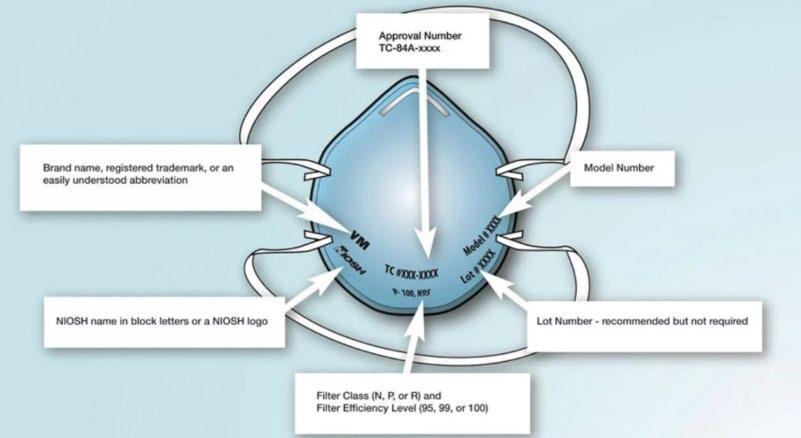 Approval Number
TC-84A-xxxx
Brand name, registered trademark, or an
easily understood abbreviation
Model Number
VM
NIOSH
TC #XXX-XXXX
P- 100, N95
Model # XXXX
Lot # XXXX
NIOSH name in block letters or a NIOSH logo
Lot Number - recommended but not required
Filter Class (N, P, or R) and
Filter Efficiency Level (95, 99, or 100)